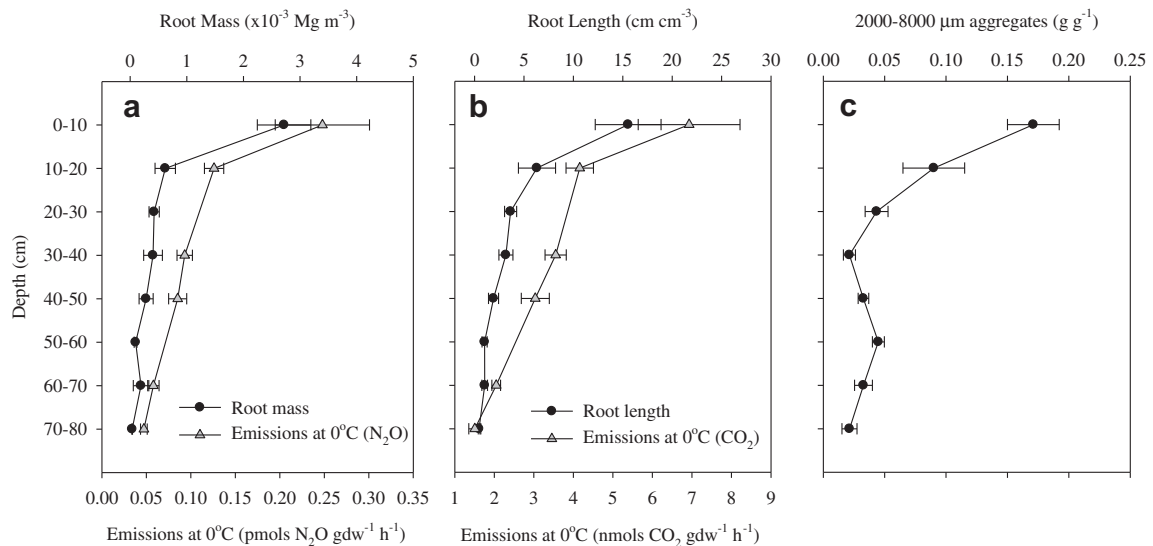 Root Mass (x10⁻³ Mg m⁻³)
0 1 2 3 4 5
Root Length (cm cm⁻³)
0 5 10 15 20 25 30
2000-8000 μm aggregates (g g⁻¹)
0.00 0.05 0.10 0.15 0.20 0.25
a
b
c
Depth (cm)
0-10
10-20
20-30
30-40
40-50
50-60
60-70
70-80
Root mass
Emissions at 0°C (N₂O)
Root length
Emissions at 0°C (CO₂)
0.00 0.05 0.10 0.15 0.20 0.25 0.30 0.35
Emissions at 0°C (pmols N₂O gdw⁻¹ h⁻¹)
1 2 3 4 5 6 7 8 9
Emissions at 0°C (nmols CO₂ gdw⁻¹ h⁻¹)